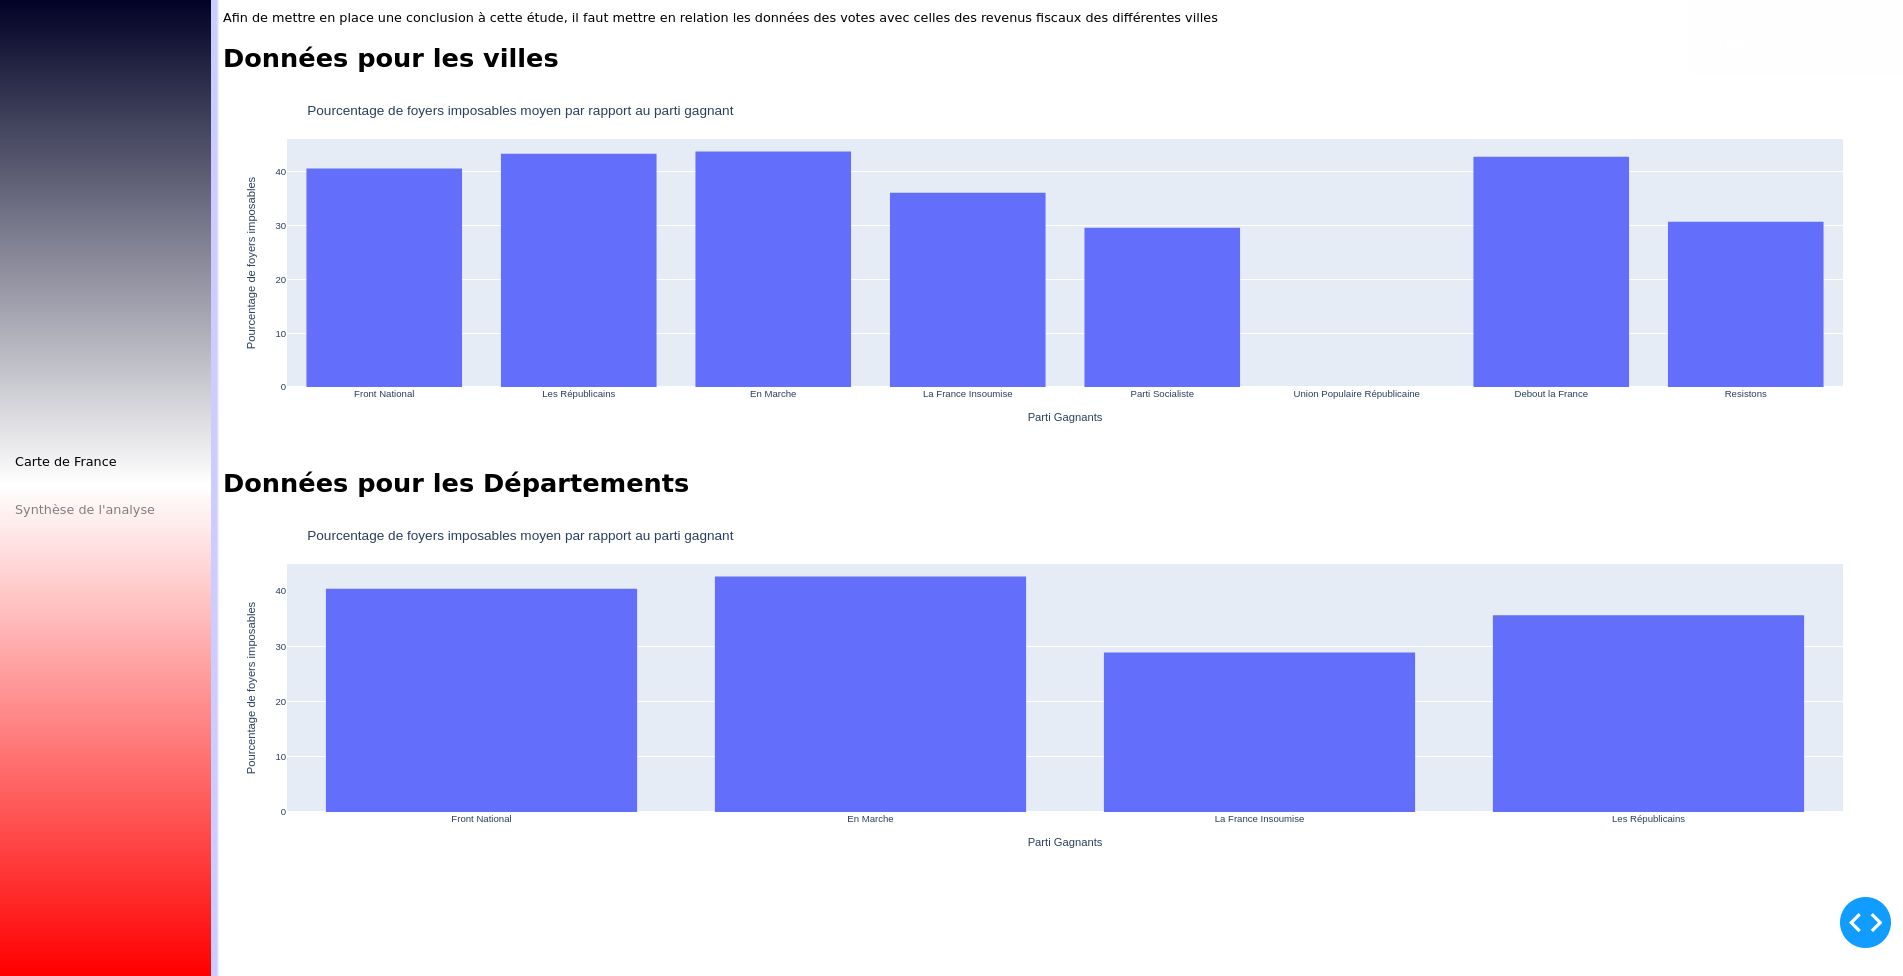 Afin de mettre en place une conclusion à cette étude, il faut mettre en relation les données des votes avec celles des revenus fiscaux des différentes villes
Données pour les villes
Pourcentage de foyers imposables moyen par rapport au parti gagnant
Pourcentage de foyers imposables
40
30
20
10
0
Front National
Les Républicains
En Marche
La France Insoumise
Parti Socialiste
Union Populaire Républicaine
Debout la France
Resistons
Parti Gagnants
Carte de France
Synthèse de l'analyse
Données pour les Départements
Pourcentage de foyers imposables moyen par rapport au parti gagnant
Pourcentage de foyers imposables
40
30
20
10
0
Front National
En Marche
La France Insoumise
Les Républicains
Parti Gagnants